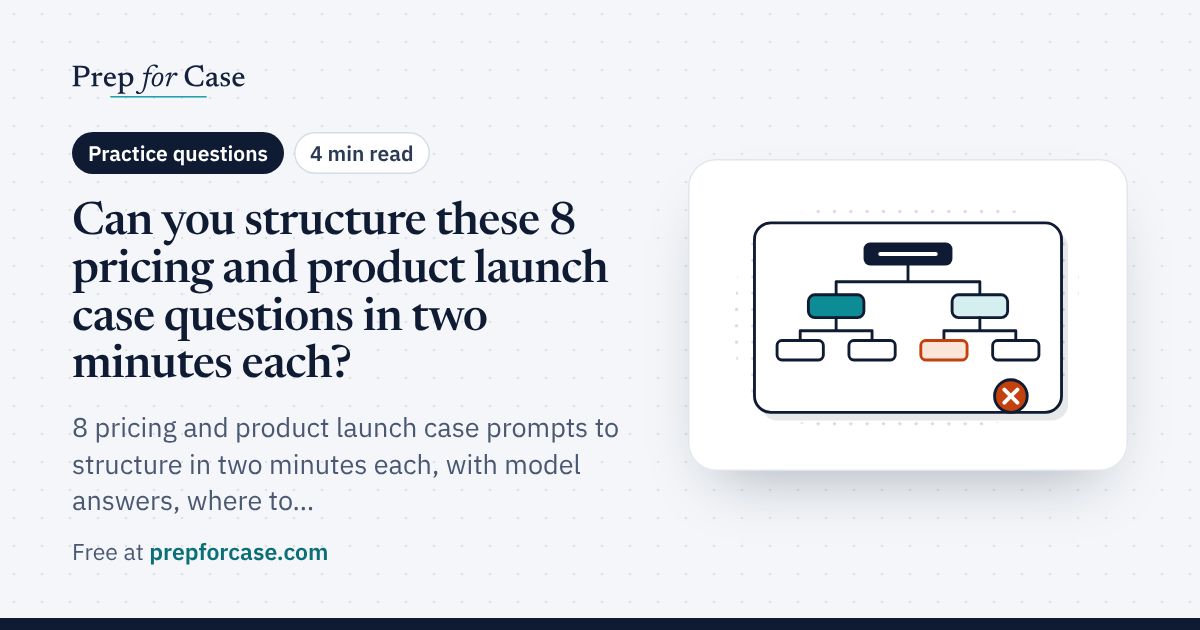 Prep for Case
Practice questions
4 min read
Can you structure these 8
pricing and product launch
case questions in two
minutes each?
8 pricing and product launch case prompts to
structure in two minutes each, with model
answers, where to...
Free at prepforcase.com